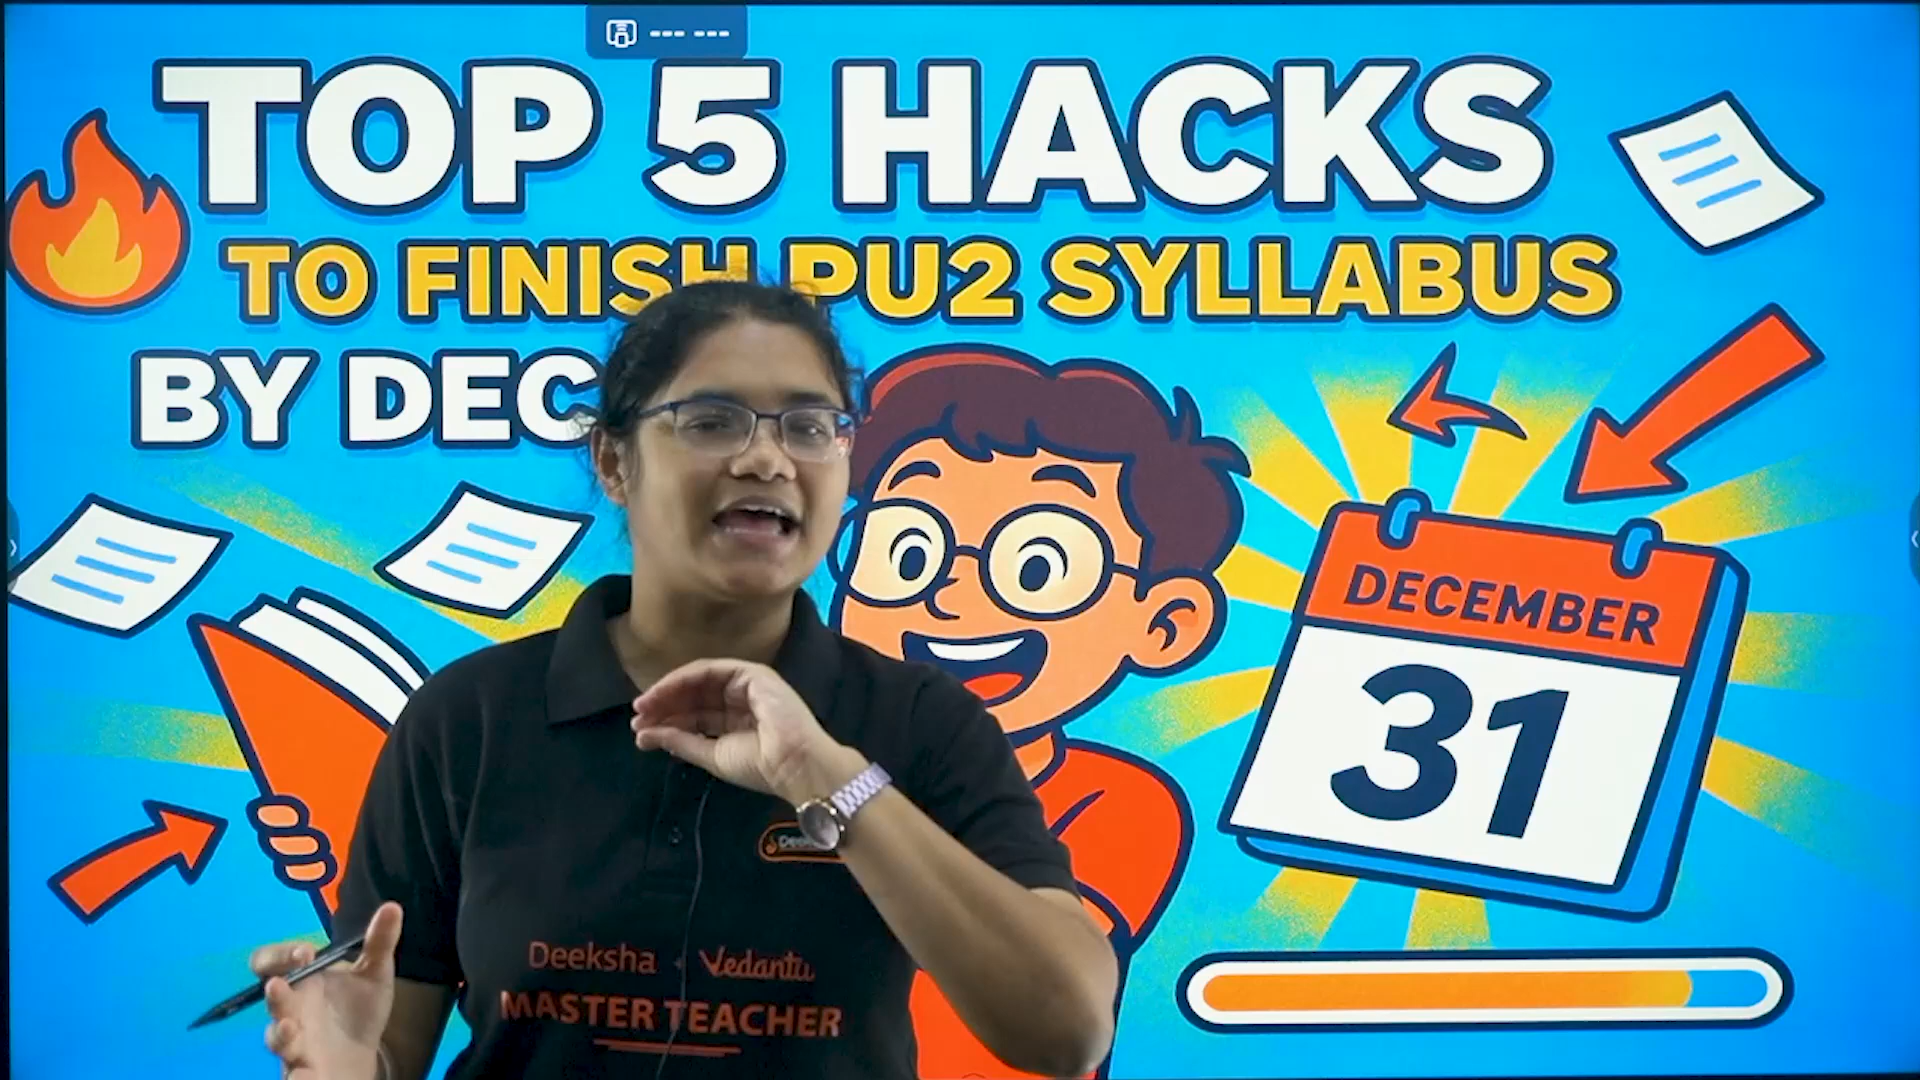 TOP 5 HACKS
TO FINISH PU2 SYLLABUS
BY DEC
DECEMBER
31
Deeksha Vedantu
MASTER TEACHER